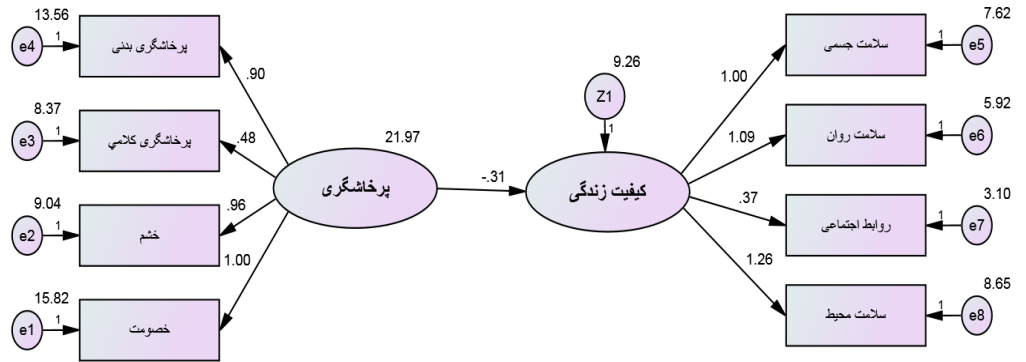 13.56
e4
1
پرخاشگری بدنی
.90
8.37
e3
1
پرخاشگری کلامي
.48
9.04
e2
1
خشم
.96
15.82
e1
1
خصومت
1.00
21.97
پرخاشگری
-.31
9.26
Z1
1
کیفیت زندگی
1.00
سلامت جسمی
1
7.62
e5
1.09
سلامت روان
1
5.92
e6
.37
روابط اجتماعی
1
3.10
e7
1.26
سلامت محیط
1
8.65
e8